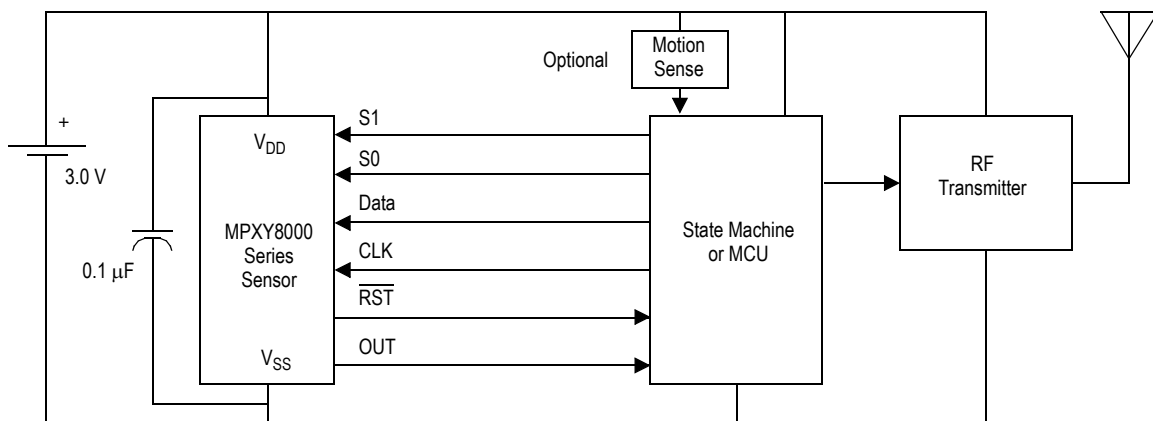 Optional
Motion
Sense
+
3.0 V
0.1 μF
V_DD
MPXY8000
Series
Sensor
V_SS
S1
S0
Data
CLK
R̅S̅T̅
OUT
State Machine
or MCU
RF
Transmitter